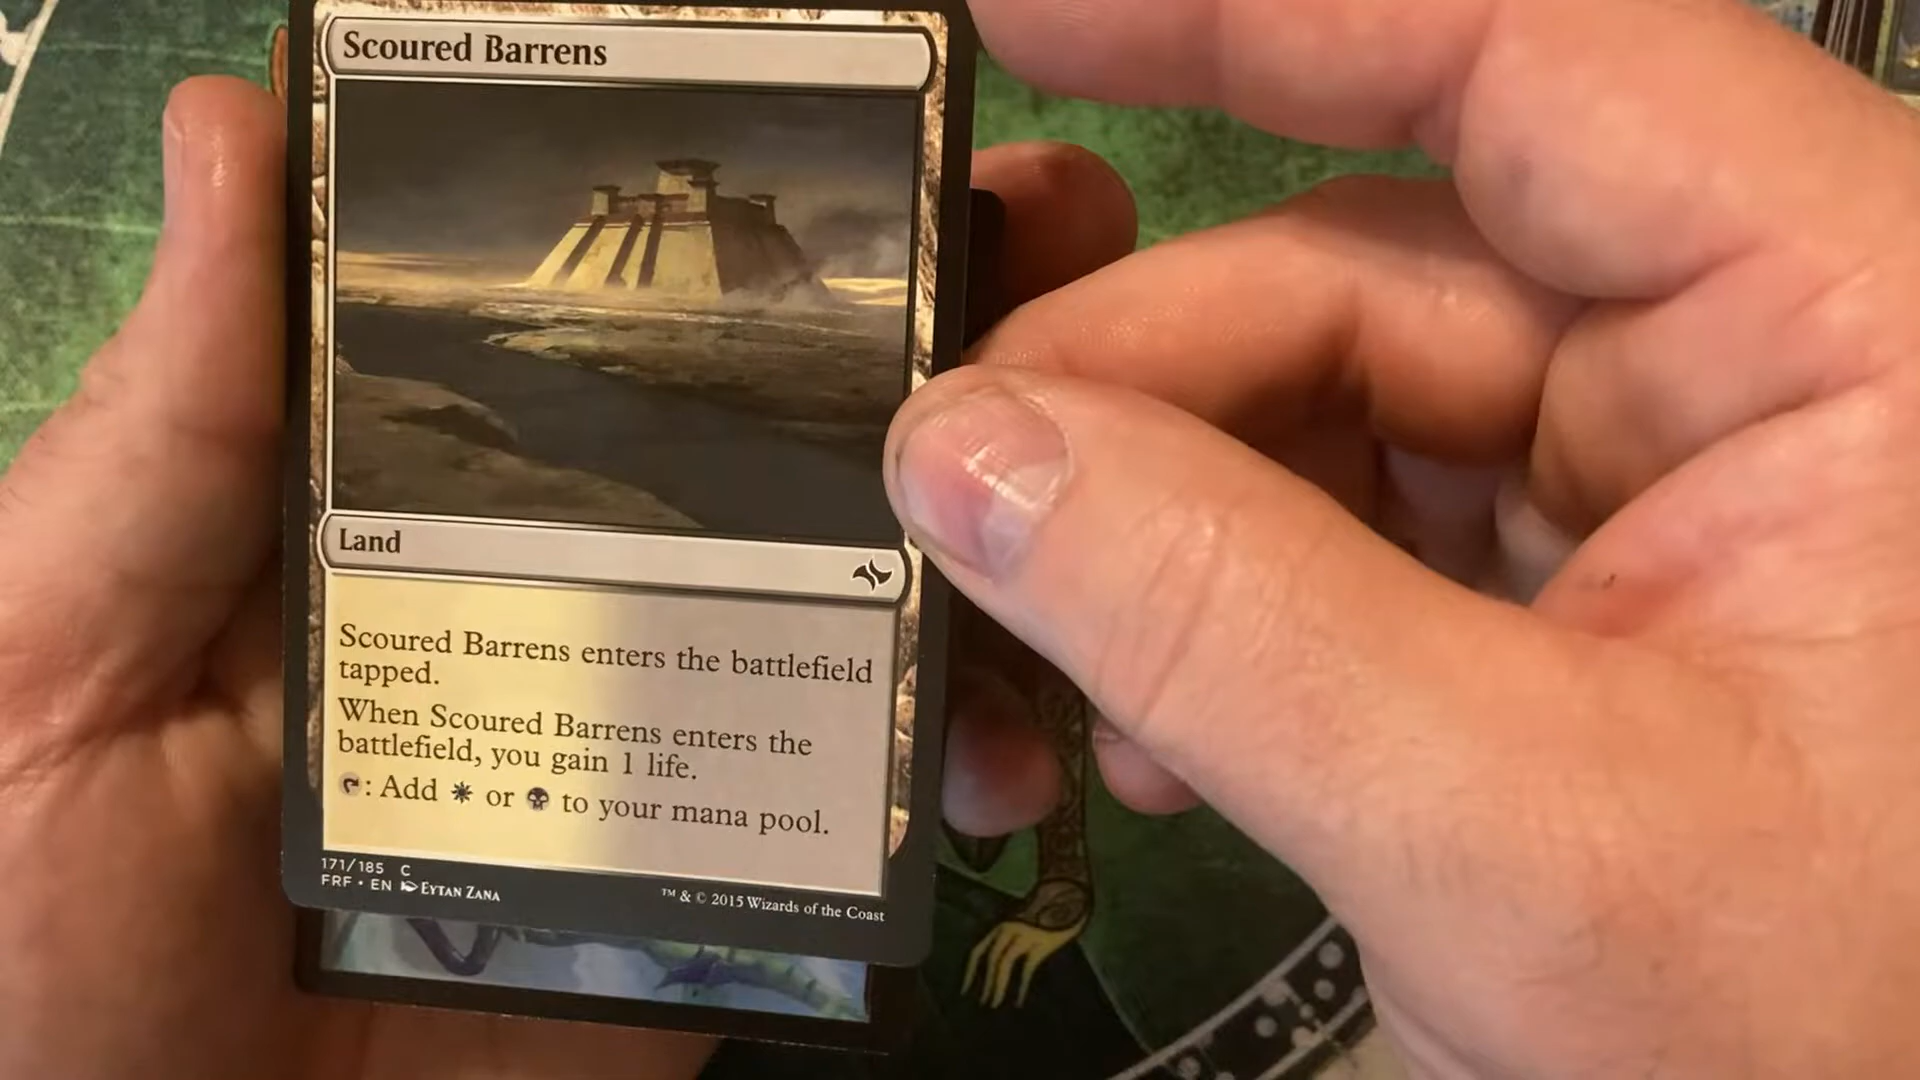 Scoured Barrens
Land
Scoured Barrens enters the battlefield
tapped.
When Scoured Barrens enters the
battlefield, you gain 1 life.
: Add or to your mana pool.
171/185 C
FRF • EN EYTAN ZANA
™ & © 2015 Wizards of the Coast